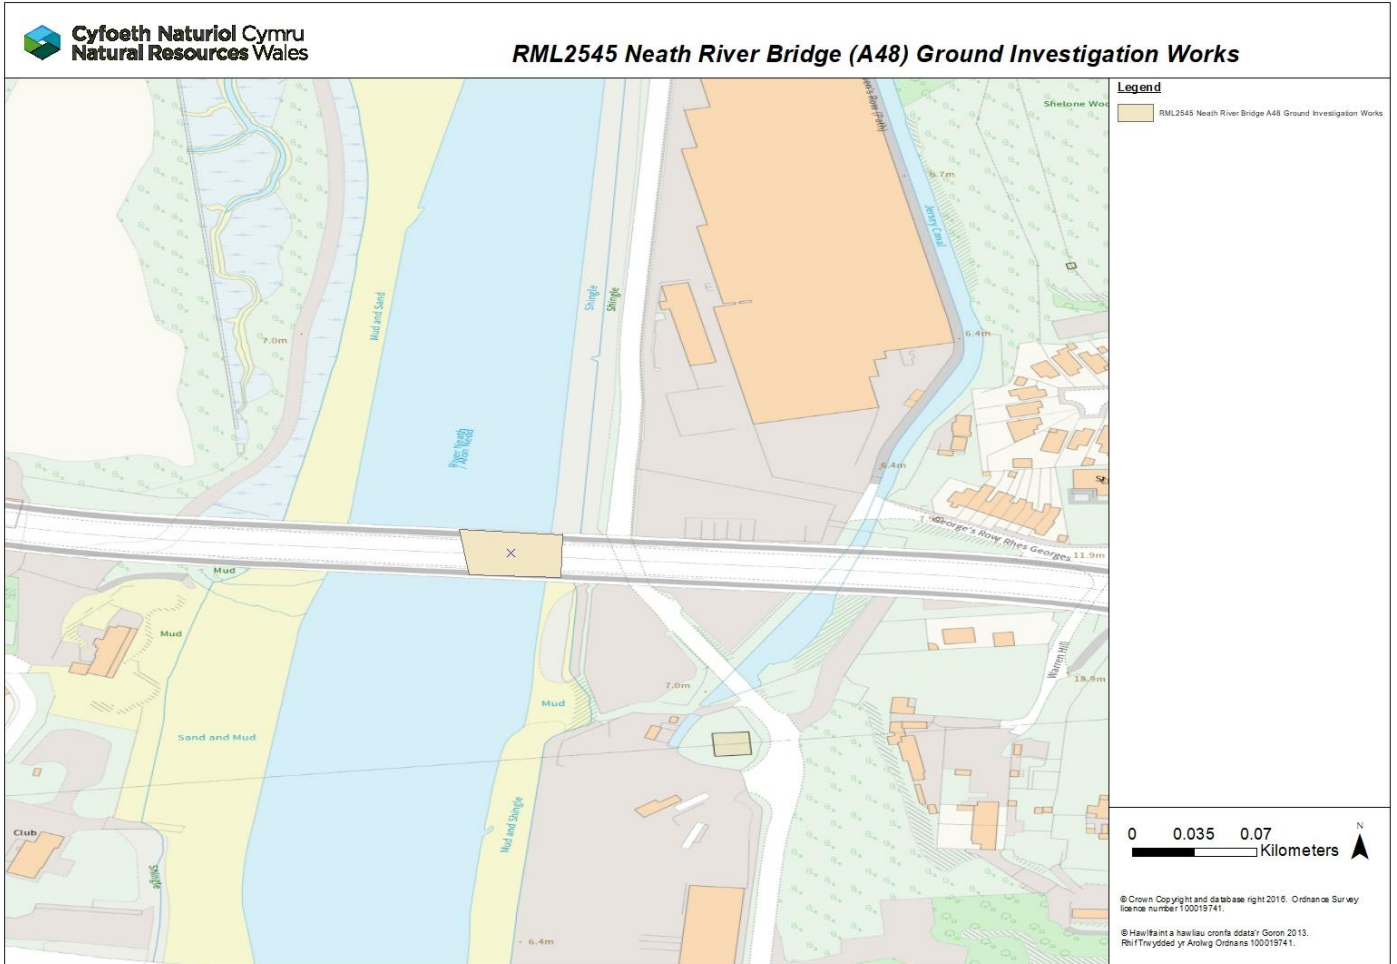 Cyfoeth Naturiol Cymru
Natural Resources Wales
RML2545 Neath River Bridge (A48) Ground Investigation Works
Legend
RML2545 Neath River Bridge A48 Ground Investigation Works
Shelone Woo
en's Row (Path)
6.7m
Jersey Canal
Mud and Sand
Shingle
Shingle
7.0m
6.4m
River Neath
/ Afon Nedd
6.4m
George's Row Rhes Georges
11.9m
Mud
Mud
Warren Hill
18.9m
7.0m
Mud
Sand and Mud
Mud and Shingle
Club
Shingle
6.4m
0 0.035 0.07
Kilometers
N
© Crown Copyright and database right 2016. Ordnance Survey
licence number 100019741.
© Hawlfraint a hawliau cronfa ddata'r Goron 2013.
Rhif Trwydded yr Arolwg Ordnans 100019741.